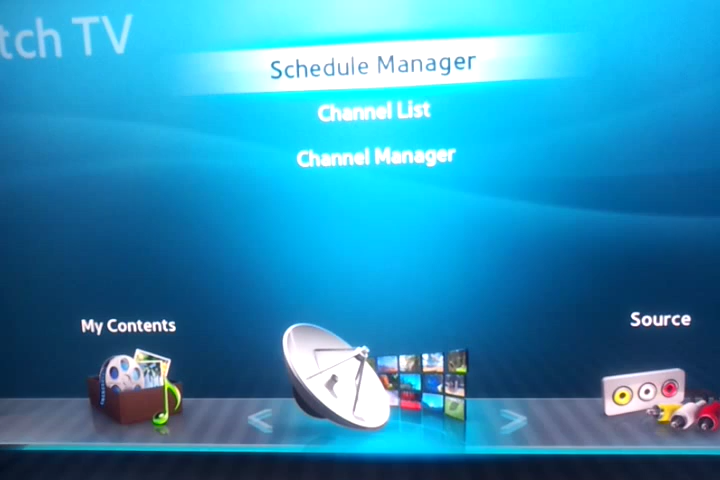 tch TV
Schedule Manager
Channel List
Channel Manager
My Contents
Source